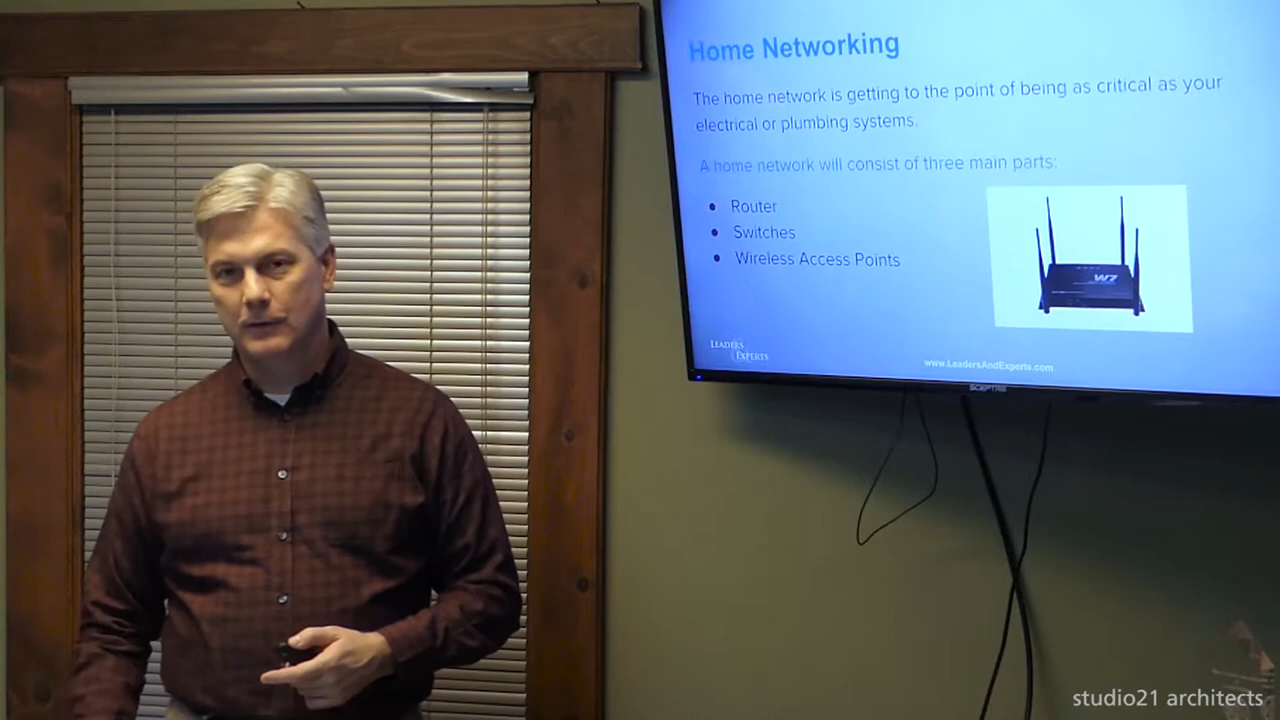 Home Networking
The home network is getting to the point of being as critical as your
electrical or plumbing systems.
A home network will consist of three main parts:
• Router
• Switches
• Wireless Access Points
W7
LEADERS
EXPERTS
www.LeadersAndExperts.com
SCEPTRE
studio21 architects